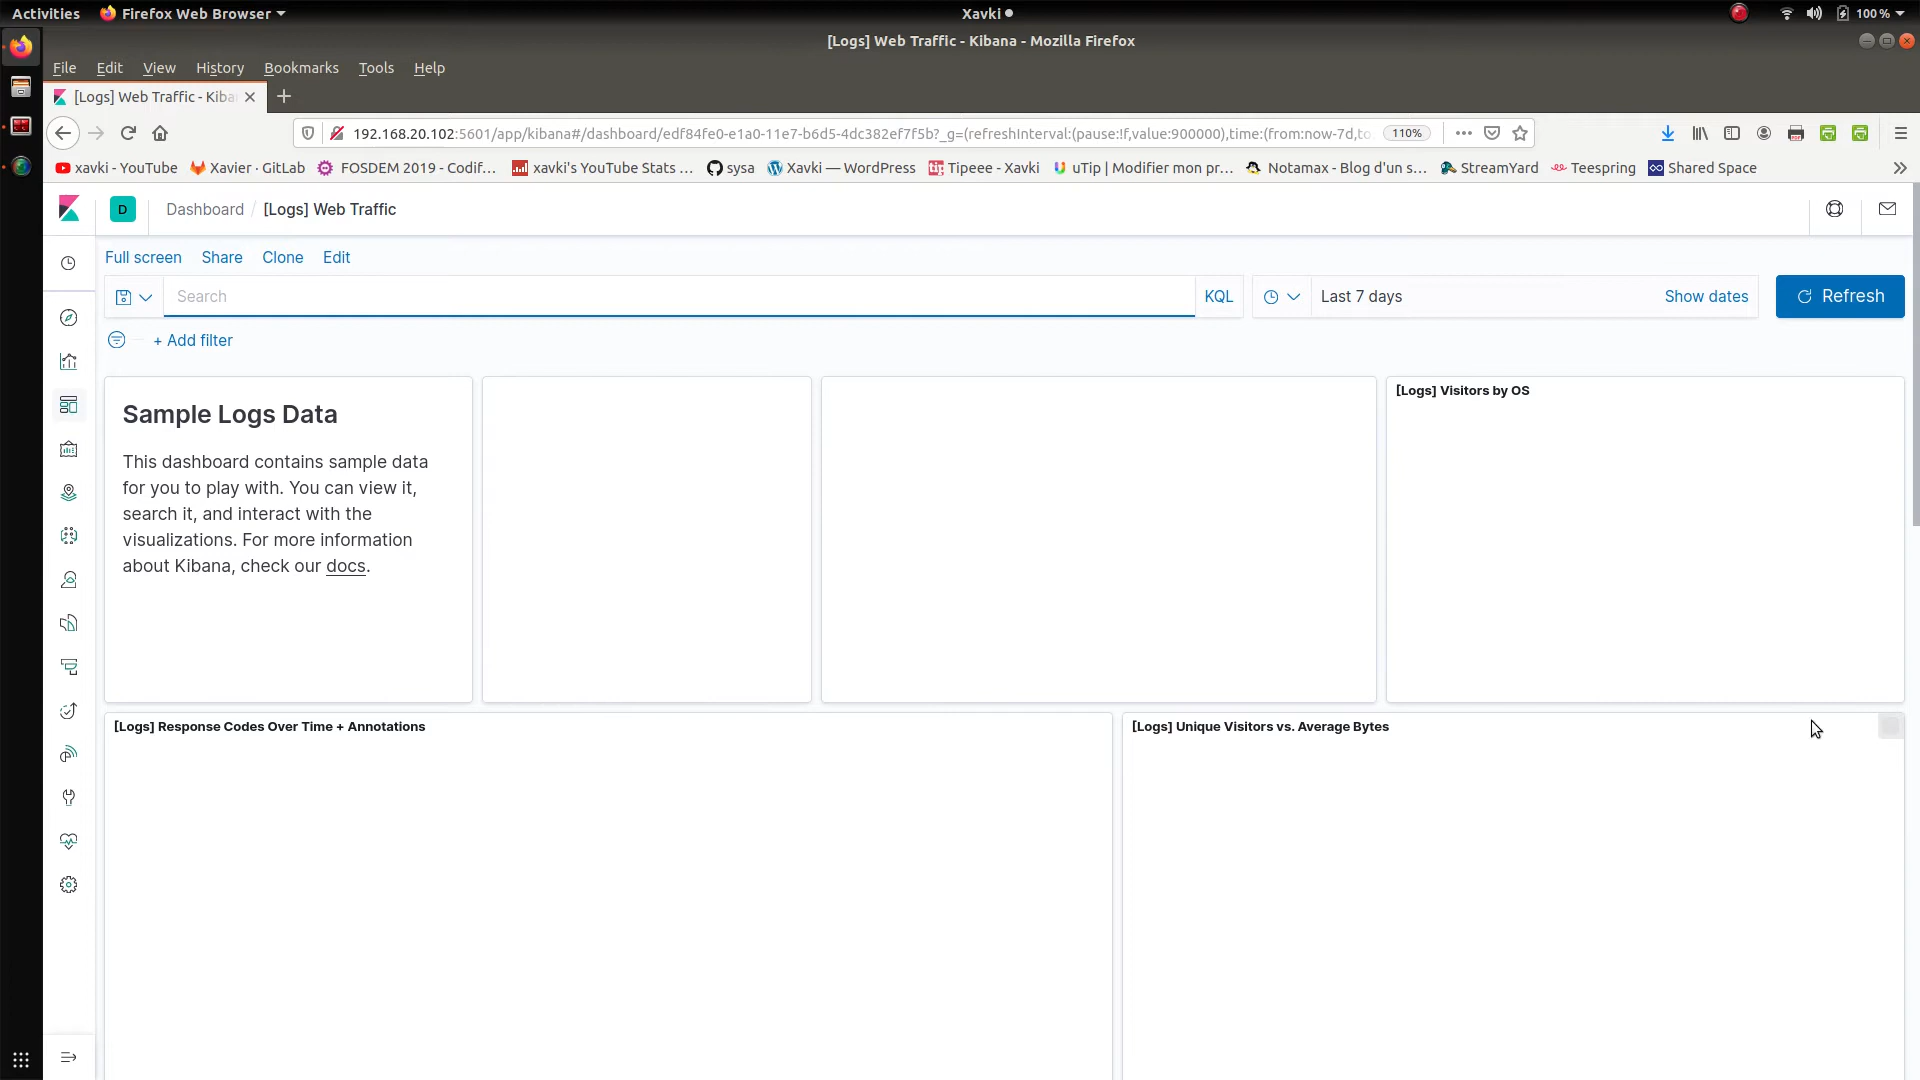 Activities
Firefox Web Browser
Xavki
100 %
[Logs] Web Traffic - Kibana - Mozilla Firefox
File Edit View History Bookmarks Tools Help
[Logs] Web Traffic - Kiba
192.168.20.102:5601/app/kibana#/dashboard/edf84fe0-e1a0-11e7-b6d5-4dc382ef7f5b?_g=(refreshInterval:(pause:!f,value:900000),time:(from:now-7d,to
110%
xavki - YouTube
Xavier · GitLab
FOSDEM 2019 - Codif...
xavki's YouTube Stats ...
sysa
Xavki — WordPress
Tipeee - Xavki
uTip | Modifier mon pr...
Notamax - Blog d'un s...
StreamYard
Teespring
Shared Space
D
Dashboard / [Logs] Web Traffic
Full screen Share Clone Edit
Search
KQL
Last 7 days
Show dates
Refresh
+ Add filter
Sample Logs Data
This dashboard contains sample data
for you to play with. You can view it,
search it, and interact with the
visualizations. For more information
about Kibana, check our docs.
[Logs] Visitors by OS
[Logs] Response Codes Over Time + Annotations
[Logs] Unique Visitors vs. Average Bytes